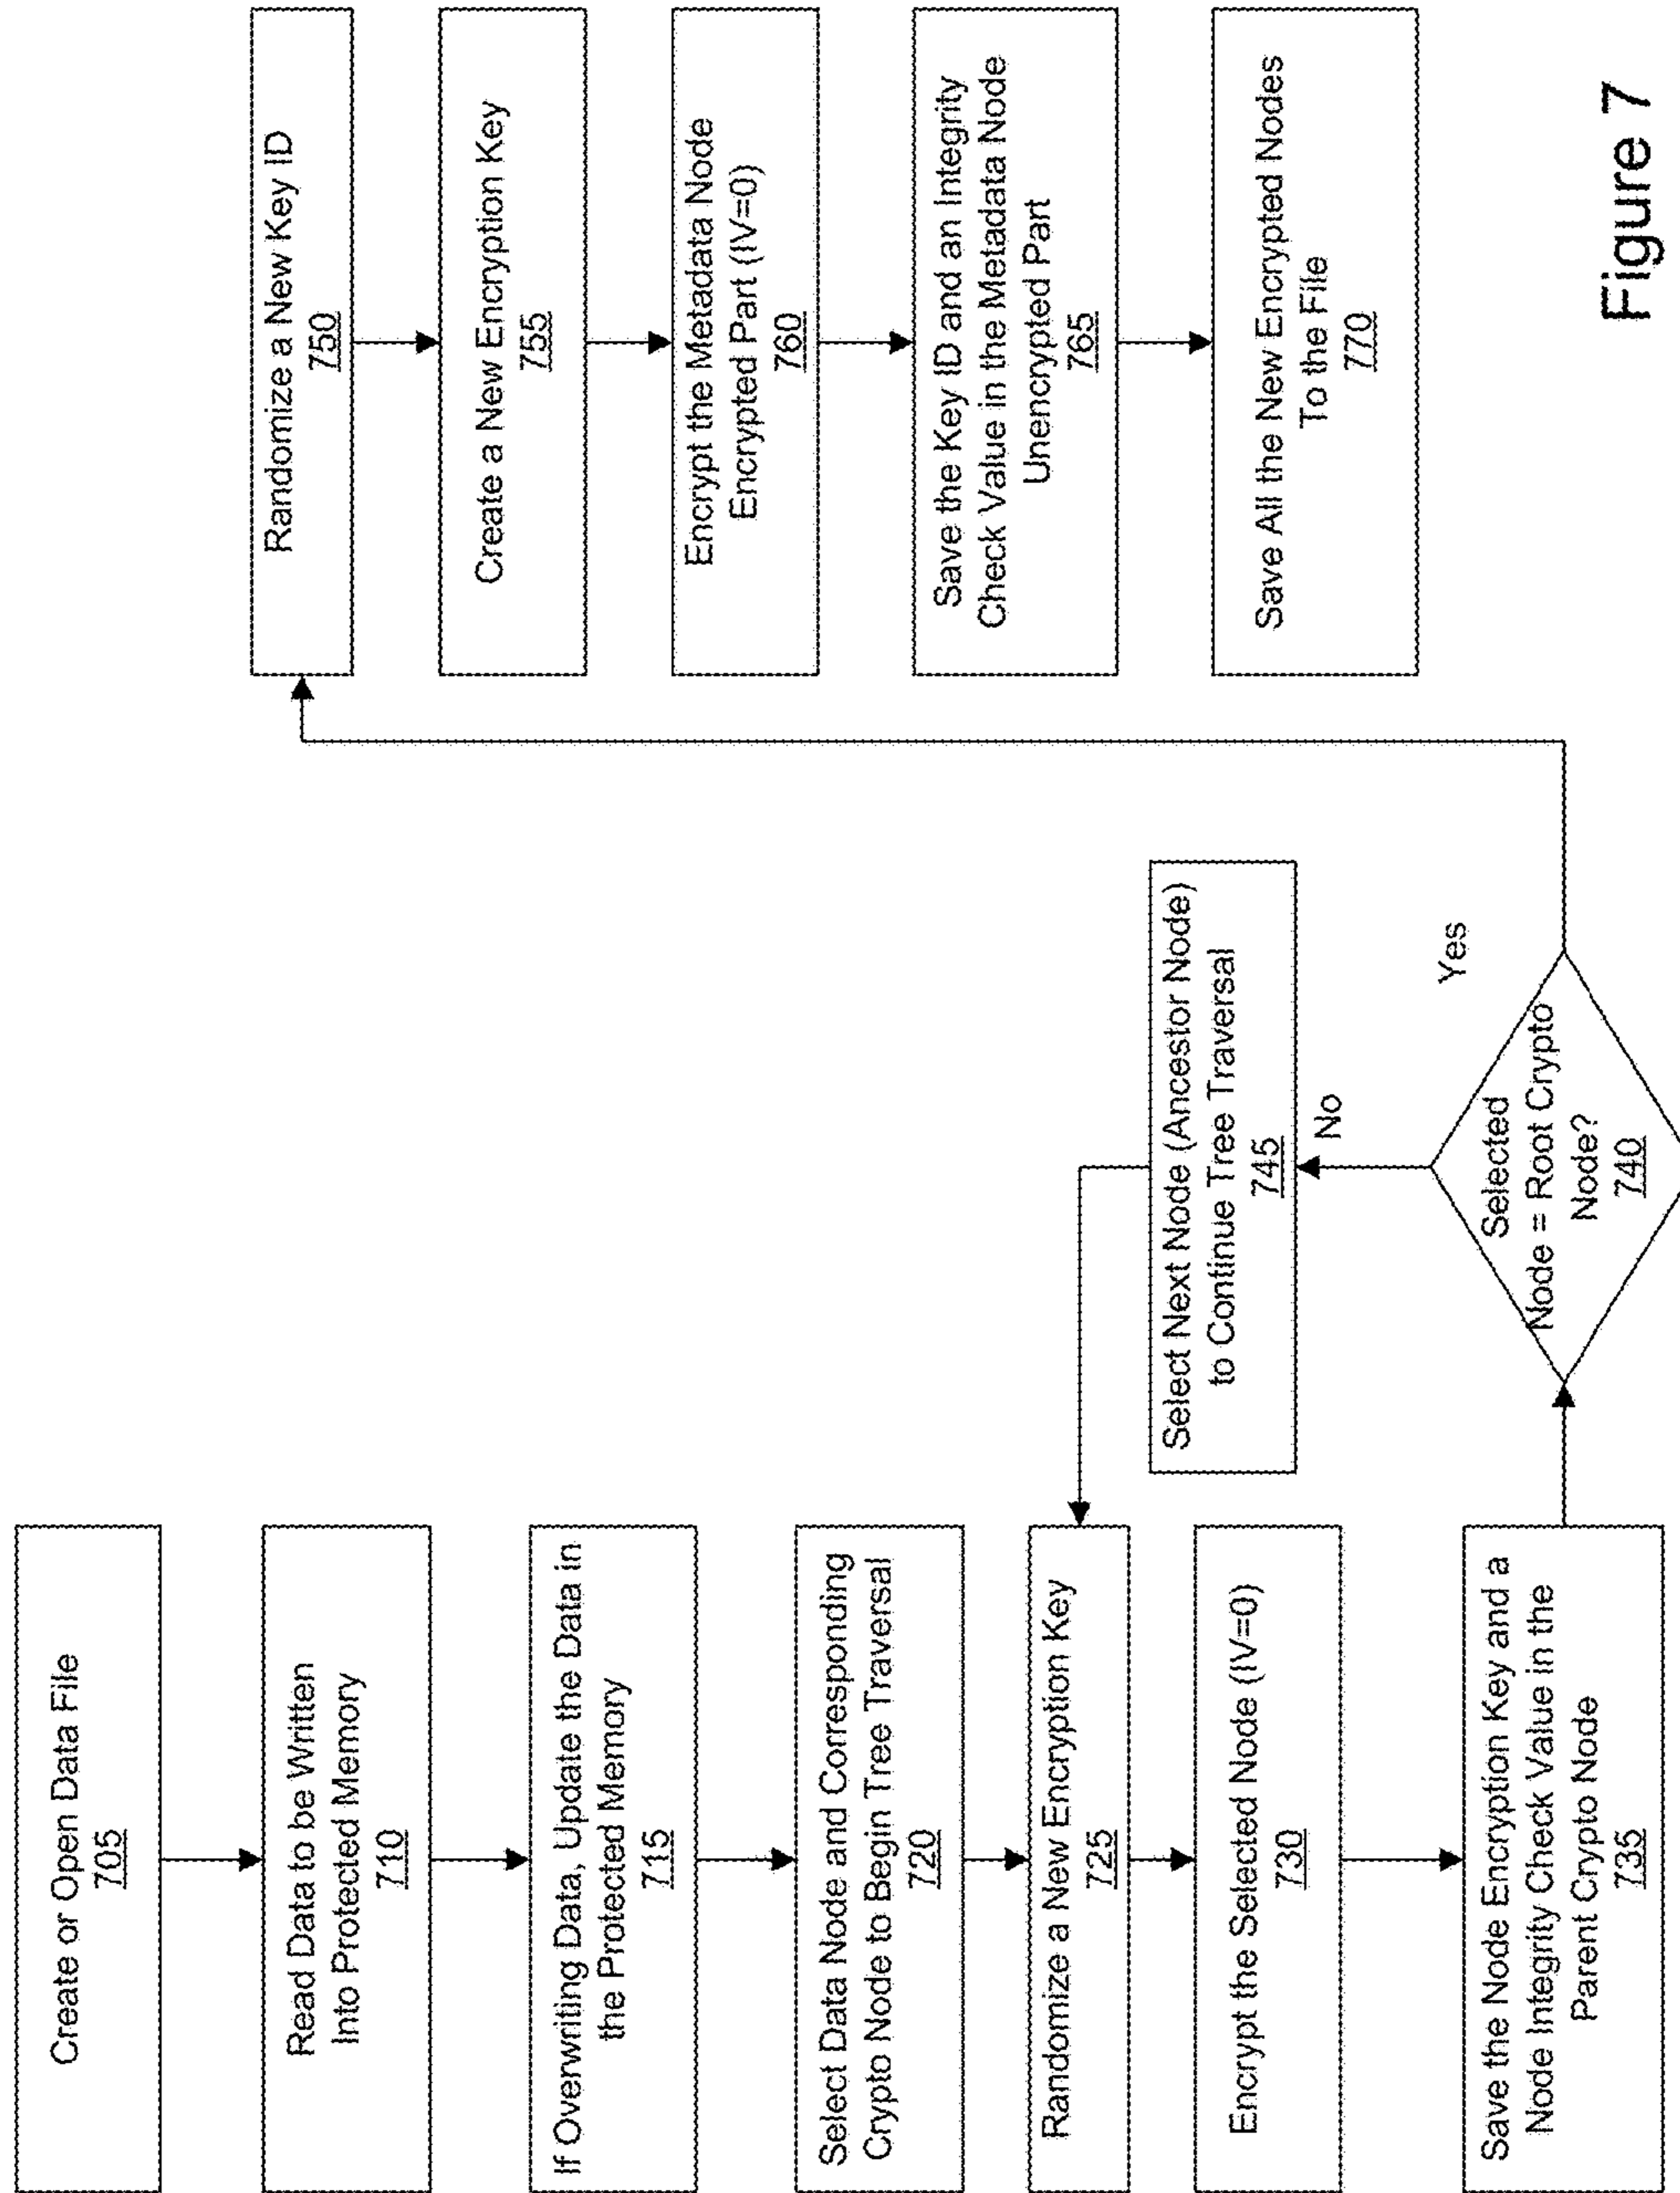 Create or Open Data File
705
Read Data to be Written
Into Protected Memory
710
If Overwriting Data, Update the Data in
the Protected Memory
715
Select Data Node and Corresponding
Crypto Node to Begin Tree Traversal
720
Randomize a New Encryption Key
725
Encrypt the Selected Node (IV=0)
730
Save the Node Encryption Key and a
Node Integrity Check Value in the
Parent Crypto Node
735
Selected
Node = Root Crypto
Node?
740
No
Yes
Select Next Node (Ancestor Node)
to Continue Tree Traversal
745
Randomize a New Key ID
750
Create a New Encryption Key
755
Encrypt the Metadata Node
Encrypted Part (IV=0)
760
Save the Key ID and an Integrity
Check Value in the Metadata Node
Unencrypted Part
765
Save All the New Encrypted Nodes
To the File
770
Figure 7